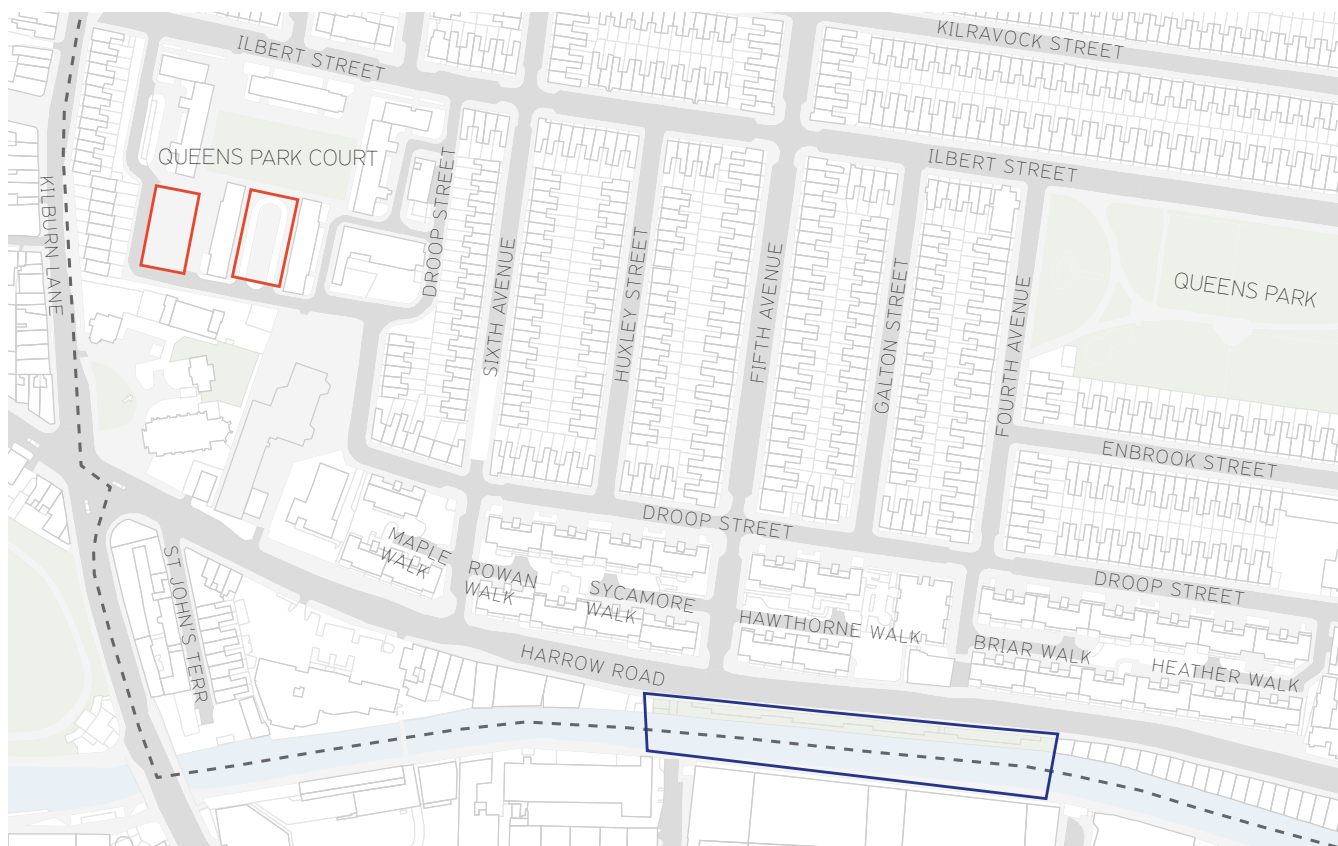 KILRAVOCK STREET
ILBERT STREET
QUEENS PARK COURT
ILBERT STREET
KILBURN LANE
DROOP STREET
SIXTH AVENUE
HUXLEY STREET
FIFTH AVENUE
GALTON STREET
FOURTH AVENUE
QUEENS PARK
ENBROOK STREET
DROOP STREET
MAPLE
WALK
ROWAN
WALK
SYCAMORE
WALK
HAWTHORNE WALK
DROOP STREET
BRIAR WALK
HEATHER WALK
ST JOHN'S TERR
HARROW ROAD